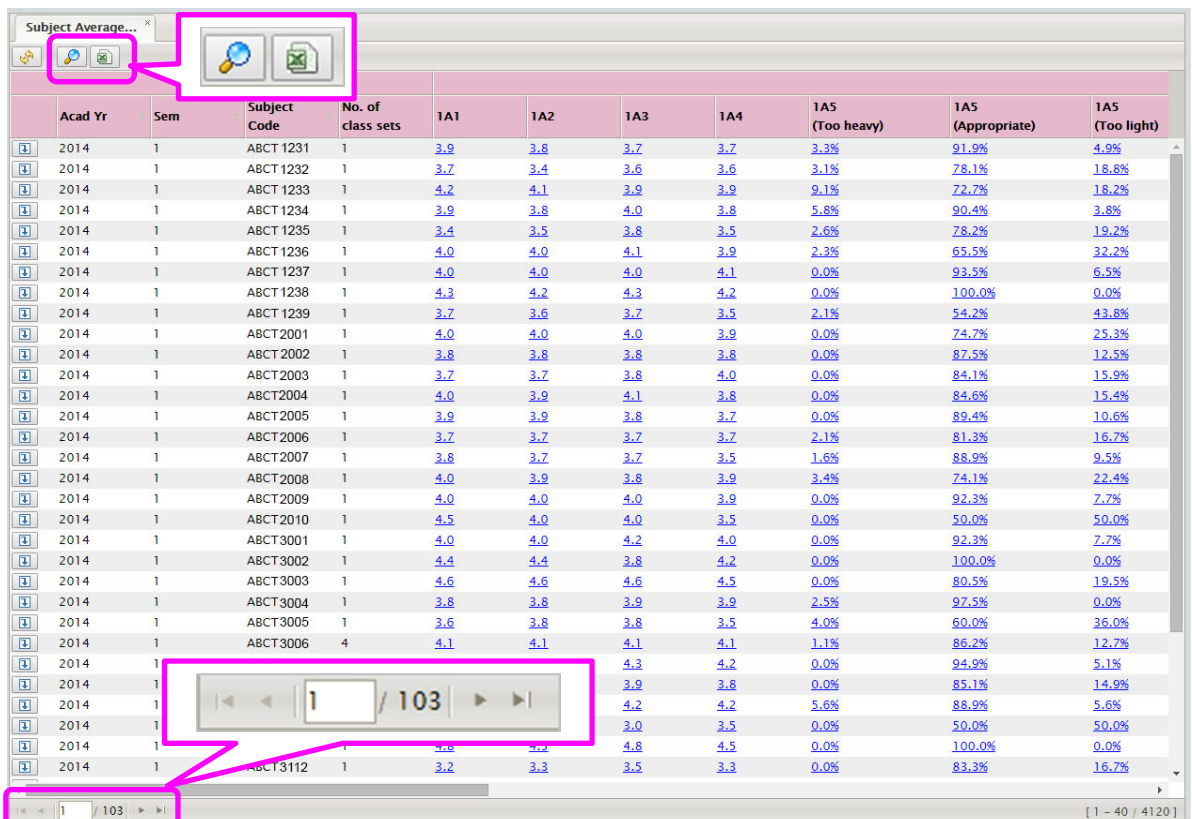 Subject Average... ×
Acad Yr Sem Subject Code No. of class sets 1A1 1A2 1A3 1A4 1A5 (Too heavy) 1A5 (Appropriate) 1A5 (Too light)
2014 1 ABCT1231 1 3.9 3.8 3.7 3.7 3.3% 91.9% 4.9%
2014 1 ABCT1232 1 3.7 3.4 3.6 3.6 3.1% 78.1% 18.8%
2014 1 ABCT1233 1 4.2 4.1 3.9 3.9 9.1% 72.7% 18.2%
2014 1 ABCT1234 1 3.9 3.8 4.0 3.8 5.8% 90.4% 3.8%
2014 1 ABCT1235 1 3.4 3.5 3.8 3.5 2.6% 78.2% 19.2%
2014 1 ABCT1236 1 4.0 4.0 4.1 3.9 2.3% 65.5% 32.2%
2014 1 ABCT1237 1 4.0 4.0 4.0 4.1 0.0% 93.5% 6.5%
2014 1 ABCT1238 1 4.3 4.2 4.3 4.2 0.0% 100.0% 0.0%
2014 1 ABCT1239 1 3.7 3.6 3.7 3.5 2.1% 54.2% 43.8%
2014 1 ABCT2001 1 4.0 4.0 4.0 3.9 0.0% 74.7% 25.3%
2014 1 ABCT2002 1 3.8 3.8 3.8 3.8 0.0% 87.5% 12.5%
2014 1 ABCT2003 1 3.7 3.7 3.8 4.0 0.0% 84.1% 15.9%
2014 1 ABCT2004 1 4.0 3.9 4.1 3.8 0.0% 84.6% 15.4%
2014 1 ABCT2005 1 3.9 3.9 3.8 3.7 0.0% 89.4% 10.6%
2014 1 ABCT2006 1 3.7 3.7 3.7 3.7 2.1% 81.3% 16.7%
2014 1 ABCT2007 1 3.8 3.7 3.7 3.5 1.6% 88.9% 9.5%
2014 1 ABCT2008 1 4.0 3.9 3.8 3.9 3.4% 74.1% 22.4%
2014 1 ABCT2009 1 4.0 4.0 4.0 3.9 0.0% 92.3% 7.7%
2014 1 ABCT2010 1 4.5 4.0 4.0 3.5 0.0% 50.0% 50.0%
2014 1 ABCT3001 1 4.0 4.0 4.2 4.0 0.0% 92.3% 7.7%
2014 1 ABCT3002 1 4.4 4.4 3.8 4.2 0.0% 100.0% 0.0%
2014 1 ABCT3003 1 4.6 4.6 4.6 4.5 0.0% 80.5% 19.5%
2014 1 ABCT3004 1 3.8 3.8 3.9 3.9 2.5% 97.5% 0.0%
2014 1 ABCT3005 1 3.6 3.8 3.8 3.5 4.0% 60.0% 36.0%
2014 1 ABCT3006 4 4.1 4.1 4.1 4.1 1.1% 86.2% 12.7%
2014 1 4.3 4.2 0.0% 94.9% 5.1%
2014 1 3.9 3.8 0.0% 85.1% 14.9%
2014 1 4.2 4.2 5.6% 88.9% 5.6%
2014 1 3.0 3.5 0.0% 50.0% 50.0%
2014 1 4.8 4.5 0.0% 100.0% 0.0%
2014 1 ABCT3112 1 3.2 3.3 3.5 3.3 0.0% 83.3% 16.7%
1 / 103
1 / 103
[ 1 - 40 / 4120 ]